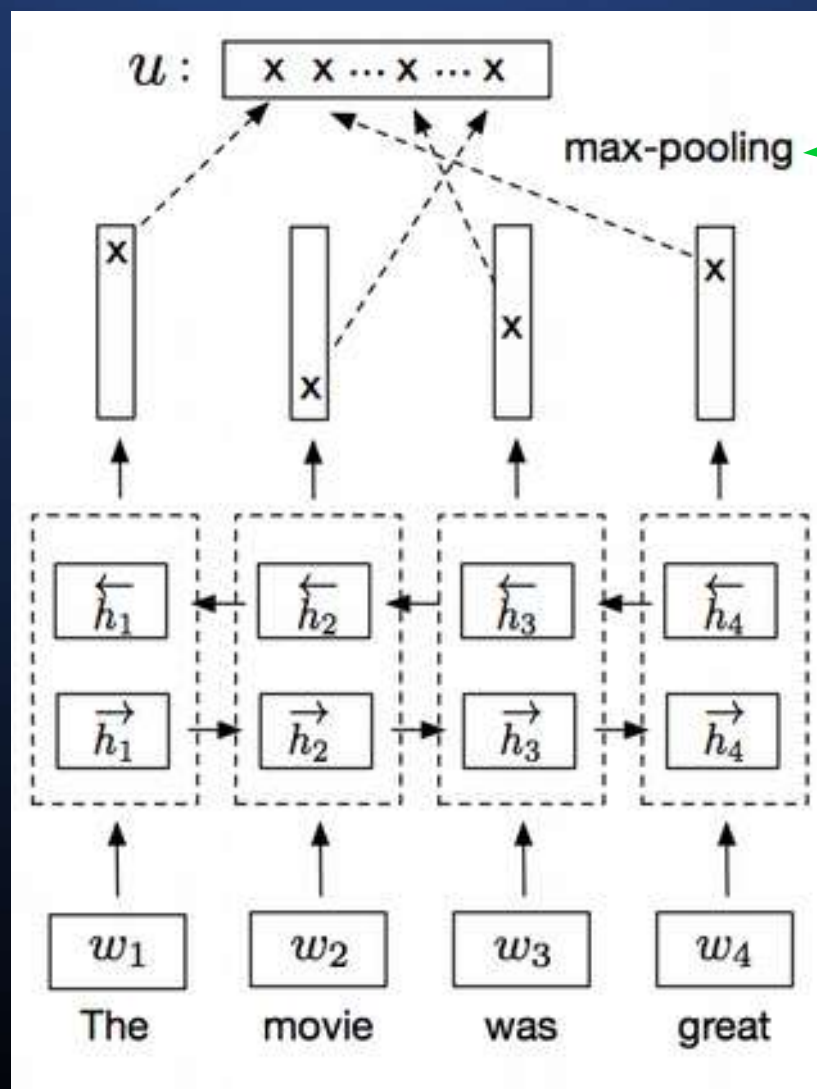 u : x x ... x ... x
max-pooling
x x x x
←h₁ ←h₂ ←h₃ ←h₄
→h₁ →h₂ →h₃ →h₄
w₁ w₂ w₃ w₄
The movie was great